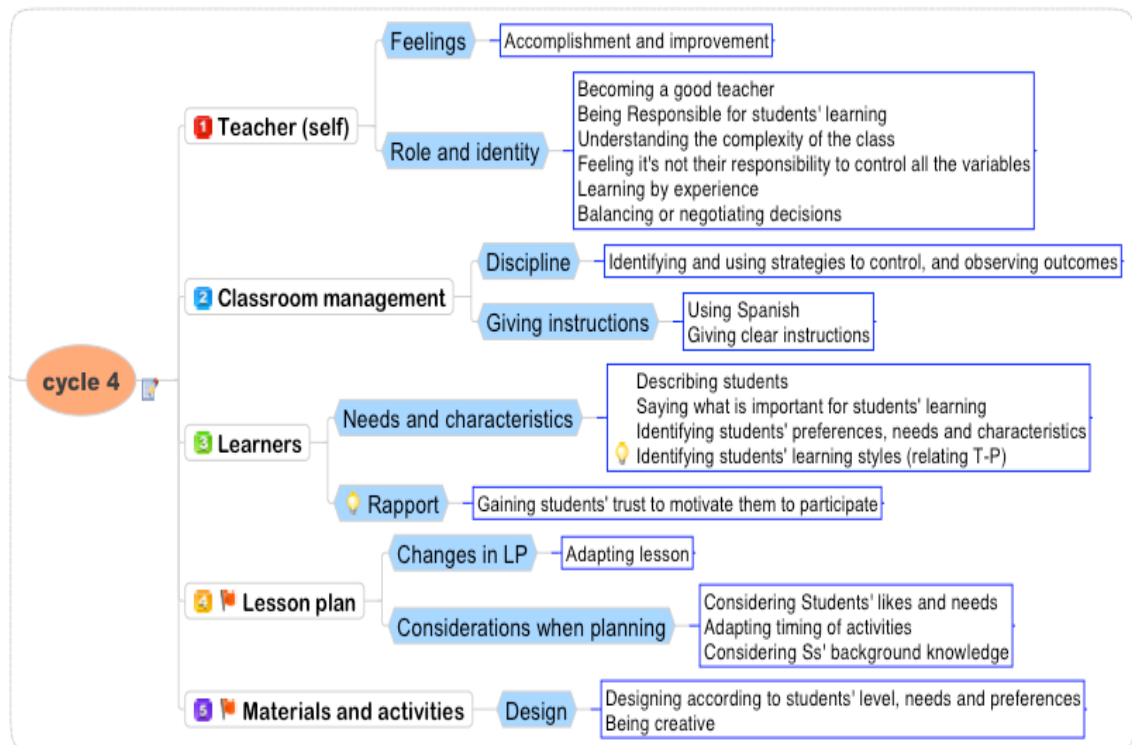 cycle 4
1 Teacher (self)
Feelings
Accomplishment and improvement
Role and identity
Becoming a good teacher
Being Responsible for students' learning
Understanding the complexity of the class
Feeling it's not their responsibility to control all the variables
Learning by experience
Balancing or negotiating decisions
2 Classroom management
Discipline
Identifying and using strategies to control, and observing outcomes
Giving instructions
Using Spanish
Giving clear instructions
3 Learners
Needs and characteristics
Describing students
Saying what is important for students' learning
Identifying students' preferences, needs and characteristics
Identifying students' learning styles (relating T-P)
Rapport
Gaining students' trust to motivate them to participate
4 Lesson plan
Changes in LP
Adapting lesson
Considerations when planning
Considering Students' likes and needs
Adapting timing of activities
Considering Ss' background knowledge
5 Materials and activities
Design
Designing according to students' level, needs and preferences
Being creative